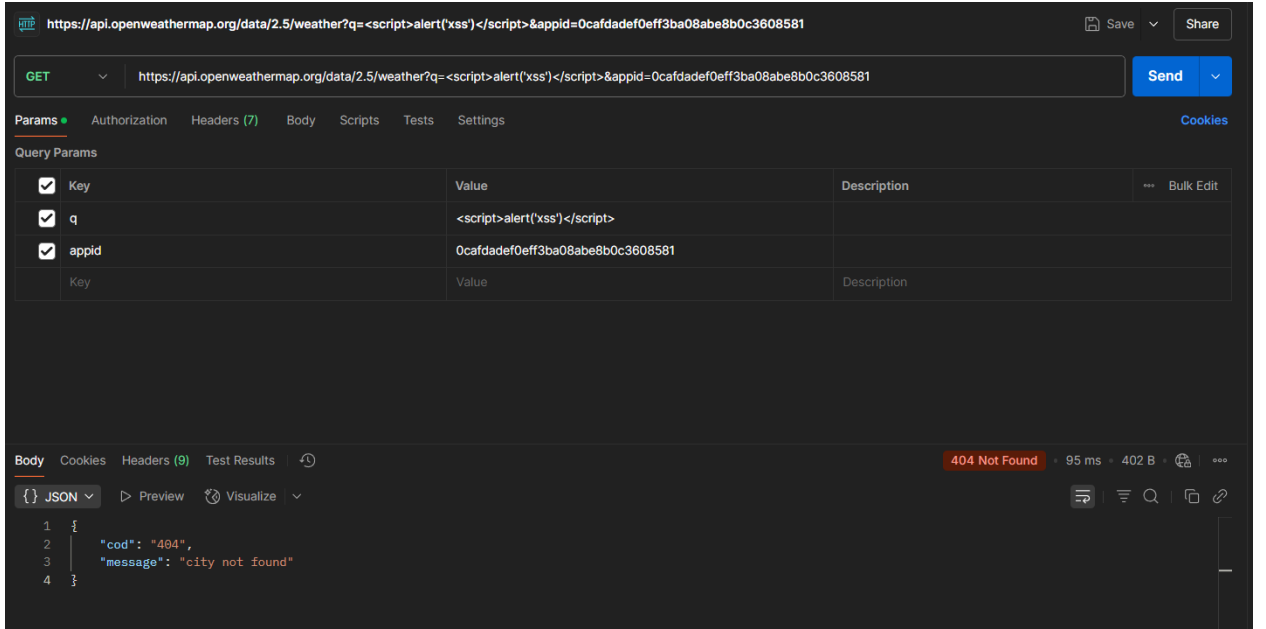 HTTP https://api.openweathermap.org/data/2.5/weather?q=<script>alert('xss')</script>&appid=0cafdadef0eff3ba08abe8b0c3608581 Save Share
GET https://api.openweathermap.org/data/2.5/weather?q=<script>alert('xss')</script>&appid=0cafdadef0eff3ba08abe8b0c3608581 Send
Params Authorization Headers (7) Body Scripts Tests Settings Cookies
Query Params
Key Value Description Bulk Edit
q <script>alert('xss')</script>
appid 0cafdadef0eff3ba08abe8b0c3608581
Key Value Description
Body Cookies Headers (9) Test Results 404 Not Found 95 ms 402 B
{} JSON Preview Visualize
1 {
2 "cod": "404",
3 "message": "city not found"
4 }